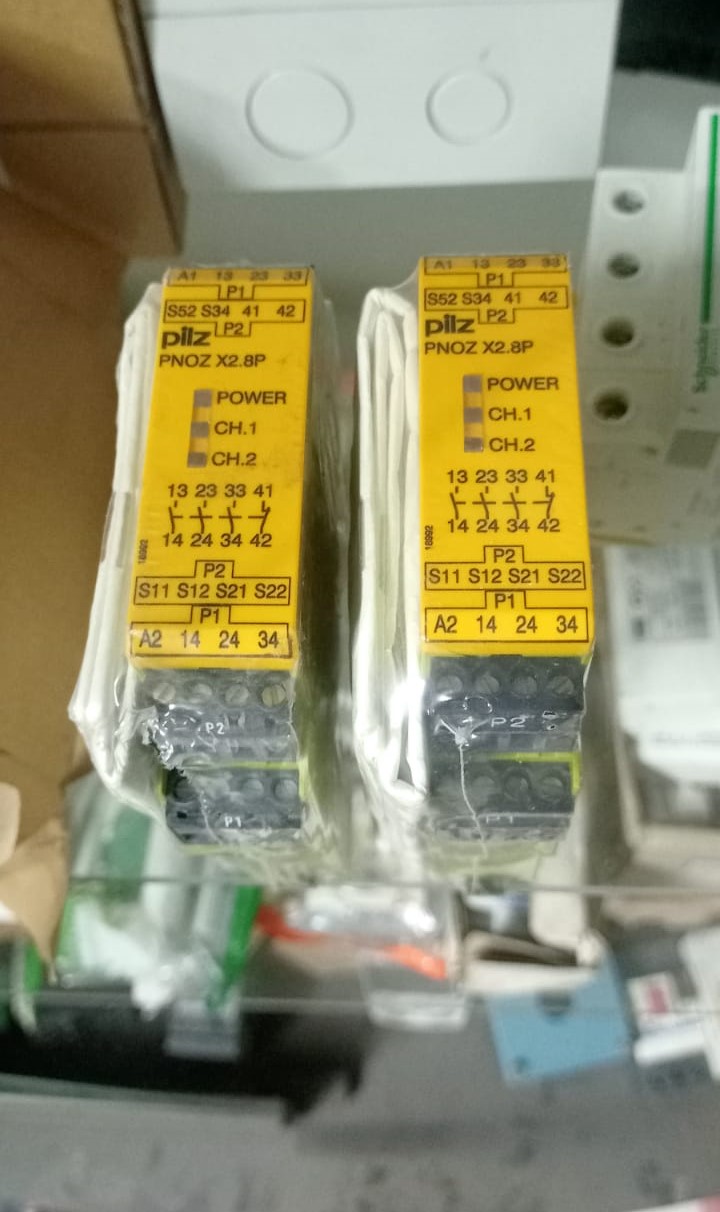 A1 13 23 33
P1
S52 S34 41 42
P2
pilz
PNOZ X2.8P
POWER
CH.1
CH.2
13 23 33 41
14 24 34 42
P2
S11 S12 S21 S22
P1
A2 14 24 34
P2
P1
A1 13 23 33
P1
S52 S34 41 42
P2
pilz
PNOZ X2.8P
POWER
CH.1
CH.2
13 23 33 41
14 24 34 42
P2
S11 S12 S21 S22
P1
A2 14 24 34
P2
P1
Schneider